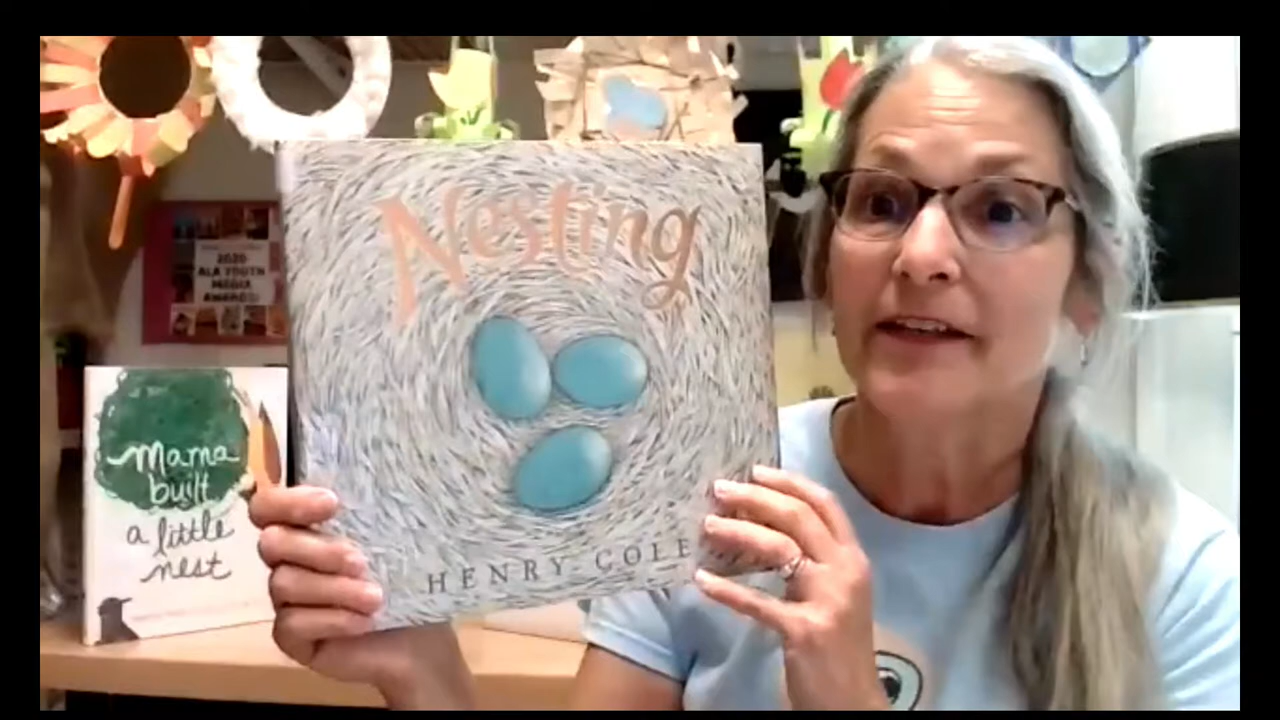 Nesting
HENRY COLE
mama
built
a little
nest
2020
ALA YOUTH
MEDIA
AWARDS!